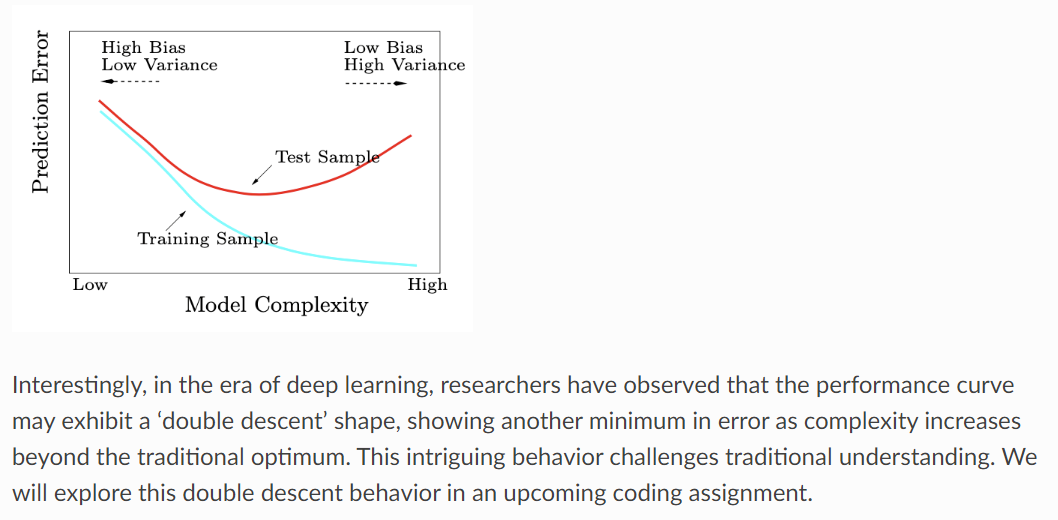 Prediction Error
High Bias
Low Variance
Low Bias
High Variance
Test Sample
Training Sample
Low
High
Model Complexity
Interestingly, in the era of deep learning, researchers have observed that the performance curve
may exhibit a ‘double descent’ shape, showing another minimum in error as complexity increases
beyond the traditional optimum. This intriguing behavior challenges traditional understanding. We
will explore this double descent behavior in an upcoming coding assignment.